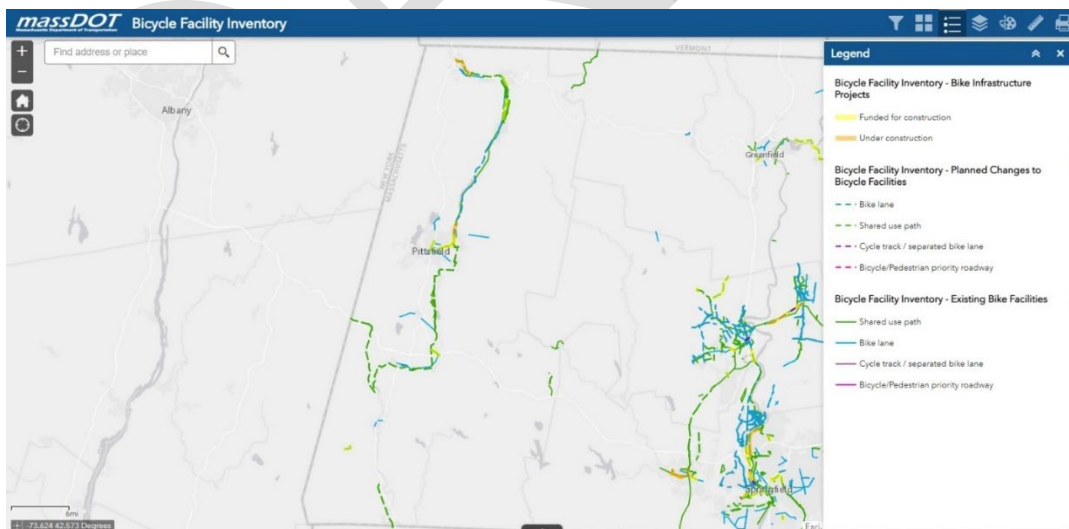 massDOT Bicycle Facility Inventory
Massachusetts Department of Transportation
Find address or place
VERMONT
Albany
Greenfield
NEW YORK
MASSACHUSETTS
Pittsfield
Springfield
6mi
-73.624 42.573 Degrees
Esri
Legend
Bicycle Facility Inventory - Bike Infrastructure
Projects
Funded for construction
Under construction
Bicycle Facility Inventory - Planned Changes to
Bicycle Facilities
Bike lane
Shared use path
Cycle track / separated bike lane
Bicycle/Pedestrian priority roadway
Bicycle Facility Inventory - Existing Bike Facilities
Shared use path
Bike lane
Cycle track / separated bike lane
Bicycle/Pedestrian priority roadway